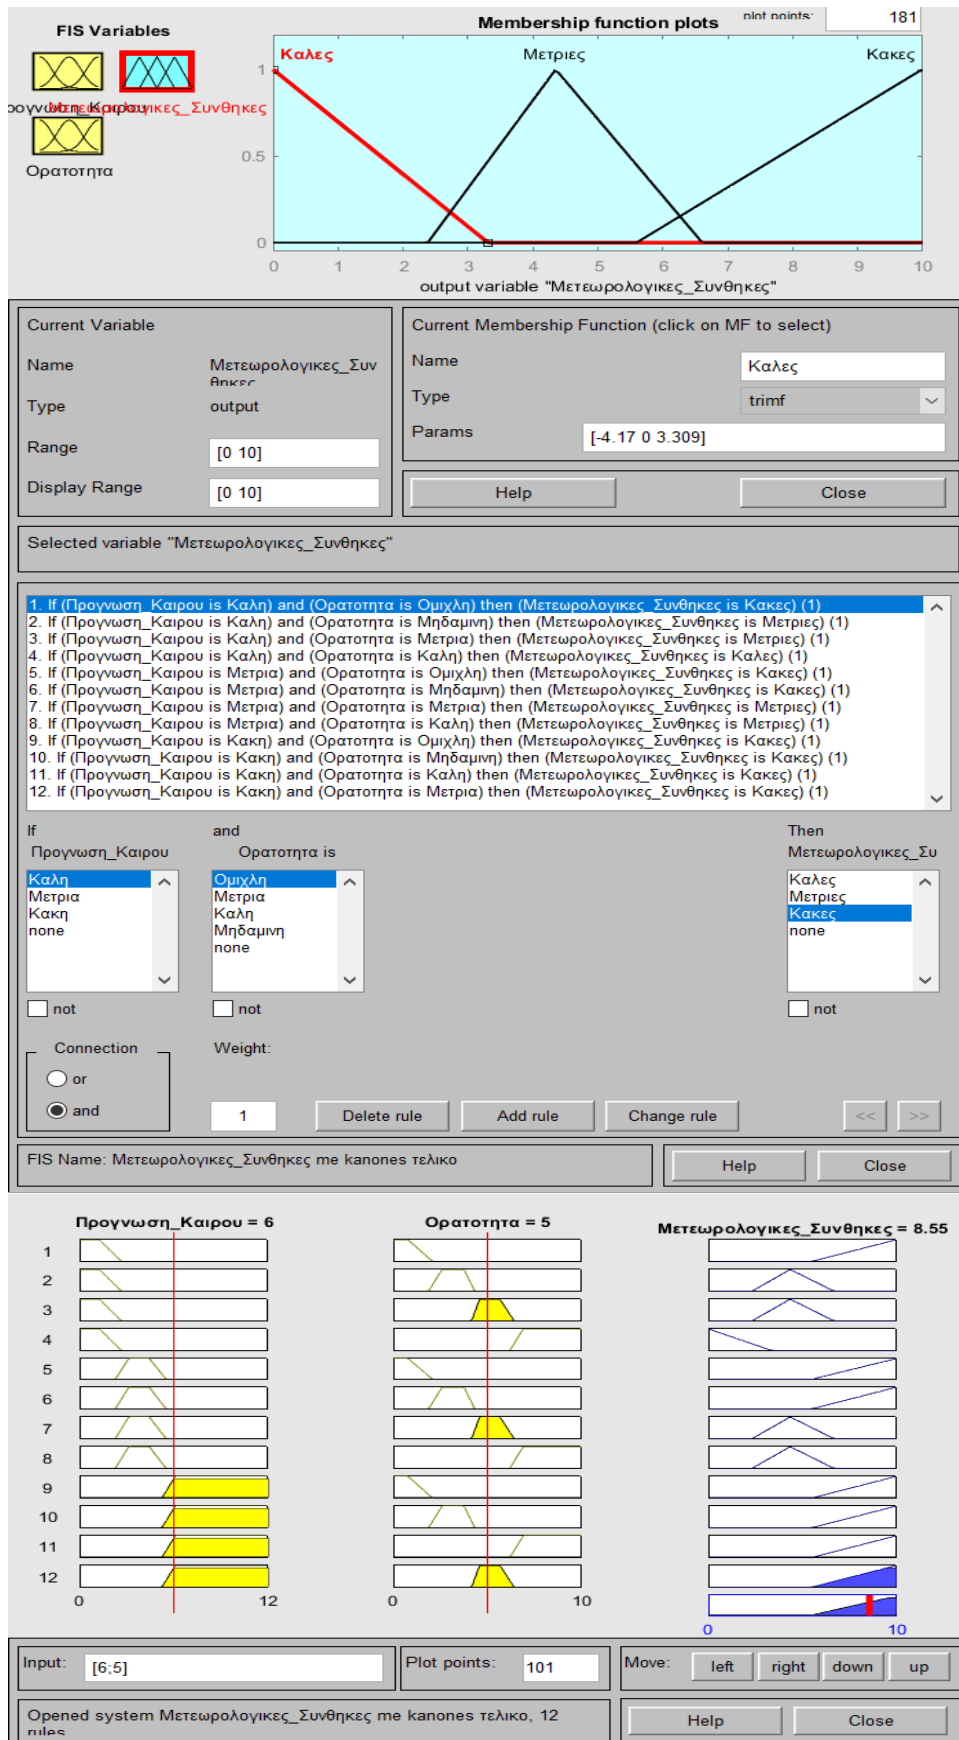 FIS Variables
Membership function plots
plot points:
181
Καλες
Μετριες
Κακες
Μετεωρολογικες_Συνθηκες
Ορατοτητα
1
0.5
0
0 1 2 3 4 5 6 7 8 9 10
output variable "Μετεωρολογικες_Συνθηκες"
Current Variable
Name
Μετεωρολογικες_Συν
θηκες
Type
output
Range
[0 10]
Display Range
[0 10]
Current Membership Function (click on MF to select)
Name
Καλες
Type
trimf
Params
[-4.17 0 3.309]
Help
Close
Selected variable "Μετεωρολογικες_Συνθηκες"
1. If (Προγνωση_Καιρου is Καλη) and (Ορατοτητα is Ομιχλη) then (Μετεωρολογικες_Συνθηκες is Κακες) (1)
2. If (Προγνωση_Καιρου is Καλη) and (Ορατοτητα is Μηδαμινη) then (Μετεωρολογικες_Συνθηκες is Μετριες) (1)
3. If (Προγνωση_Καιρου is Καλη) and (Ορατοτητα is Μετρια) then (Μετεωρολογικες_Συνθηκες is Μετριες) (1)
4. If (Προγνωση_Καιρου is Καλη) and (Ορατοτητα is Καλη) then (Μετεωρολογικες_Συνθηκες is Καλες) (1)
5. If (Προγνωση_Καιρου is Μετρια) and (Ορατοτητα is Ομιχλη) then (Μετεωρολογικες_Συνθηκες is Κακες) (1)
6. If (Προγνωση_Καιρου is Μετρια) and (Ορατοτητα is Μηδαμινη) then (Μετεωρολογικες_Συνθηκες is Κακες) (1)
7. If (Προγνωση_Καιρου is Μετρια) and (Ορατοτητα is Μετρια) then (Μετεωρολογικες_Συνθηκες is Μετριες) (1)
8. If (Προγνωση_Καιρου is Μετρια) and (Ορατοτητα is Καλη) then (Μετεωρολογικες_Συνθηκες is Μετριες) (1)
9. If (Προγνωση_Καιρου is Κακη) and (Ορατοτητα is Ομιχλη) then (Μετεωρολογικες_Συνθηκες is Κακες) (1)
10. If (Προγνωση_Καιρου is Κακη) and (Ορατοτητα is Μηδαμινη) then (Μετεωρολογικες_Συνθηκες is Κακες) (1)
11. If (Προγνωση_Καιρου is Κακη) and (Ορατοτητα is Καλη) then (Μετεωρολογικες_Συνθηκες is Κακες) (1)
12. If (Προγνωση_Καιρου is Κακη) and (Ορατοτητα is Μετρια) then (Μετεωρολογικες_Συνθηκες is Κακες) (1)
If
and
Then
Προγνωση_Καιρου
Ορατοτητα is
Μετεωρολογικες_Συ
Καλη
Μετρια
Κακη
none
Ομιχλη
Μετρια
Καλη
Μηδαμινη
none
Καλες
Μετριες
Κακες
none
not
not
not
Connection
or
and
Weight:
1
Delete rule
Add rule
Change rule
<<
>>
FIS Name: Μετεωρολογικες_Συνθηκες me kanones τελικο
Help
Close
Προγνωση_Καιρου = 6
Ορατοτητα = 5
Μετεωρολογικες_Συνθηκες = 8.55
1
2
3
4
5
6
7
8
9
10
11
12
0 12
0 10
0 10
Input:
[6;5]
Plot points:
101
Move:
left
right
down
up
Opened system Μετεωρολογικες_Συνθηκες me kanones τελικο, 12
rules
Help
Close